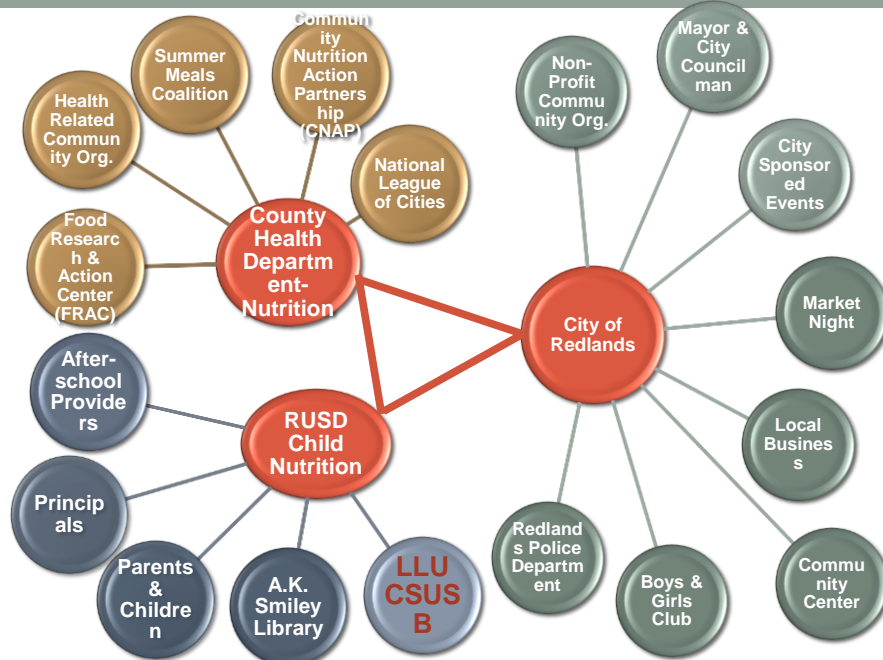 Commun
ity
Nutrition
Action
Partners
hip
(CNAP)
Summer
Meals
Coalition
Health
Related
Commun
ity Org.
National
League
of Cities
Food
Researc
h &
Action
Center
(FRAC)
County
Health
Departm
ent-
Nutrition
Mayor &
City
Council
man
Non-
Profit
Commu
nity Org.
City
Sponsor
ed
Events
Market
Night
City of
Redlands
Local
Busines
s
Commu
nity
Center
Boys &
Girls
Club
Redland
s Police
Departm
ent
After-
school
Provide
rs
RUSD
Child
Nutrition
Princip
als
Parents
&
Childre
n
A.K.
Smiley
Library
LLU
CSUS
B